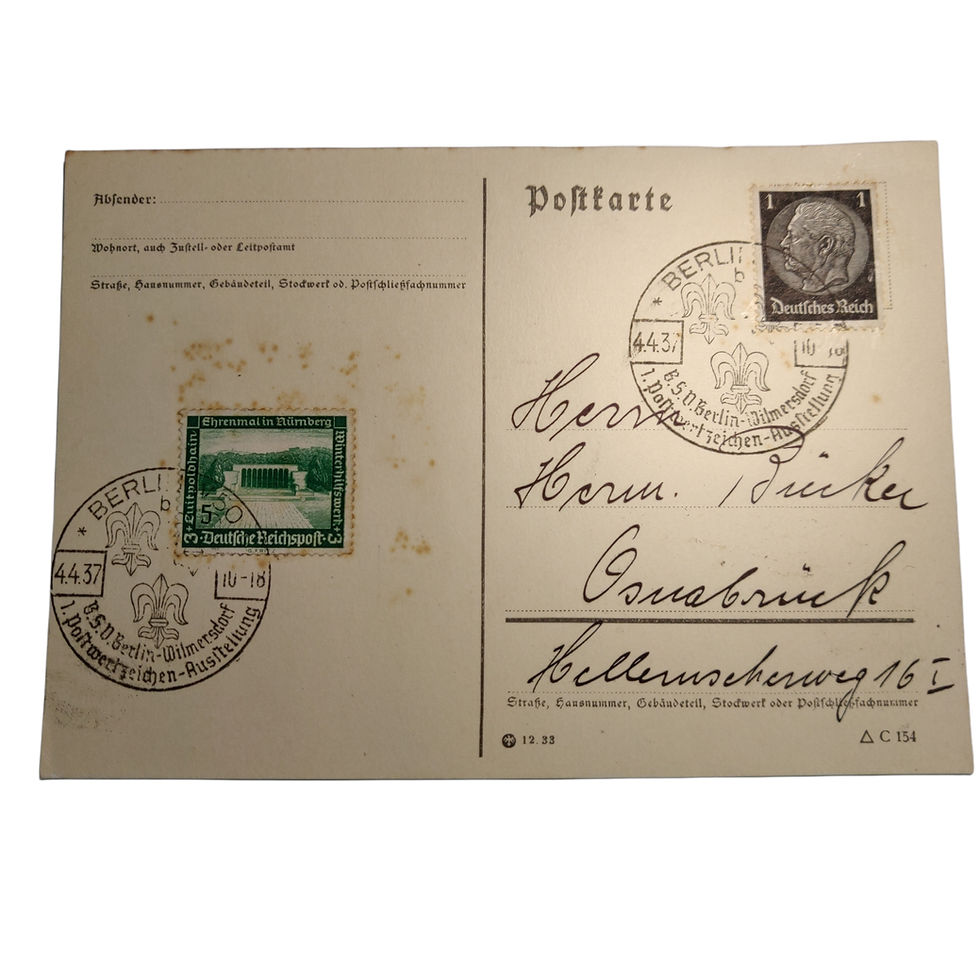 Absender:
Wohnort, auch Zustell- oder Leitpostamt
Straße, Hausnummer, Gebäudeteil, Stockwerk od. Postschließfachnummer
Ehrenmal in Nürnberg
Luitpoldhain
Winterhilfswerk
3+
5
+3
Deutsche Reichspost
* BERLIN
b
50
4.4.37
10-18
B.S.V. Berlin-Wilmersdorf
1. Postwertzeichen-Ausstellung
Postkarte
1 1
Deutsches Reich
* BERLIN
b
4.4.37
10-18
B.S.V. Berlin-Wilmersdorf
1. Postwertzeichen-Ausstellung
Herrn
Herm.
Osnabrück
16 I
Straße, Hausnummer, Gebäudeteil, Stockwerk oder Postschließfachnummer
12. 33
C 154